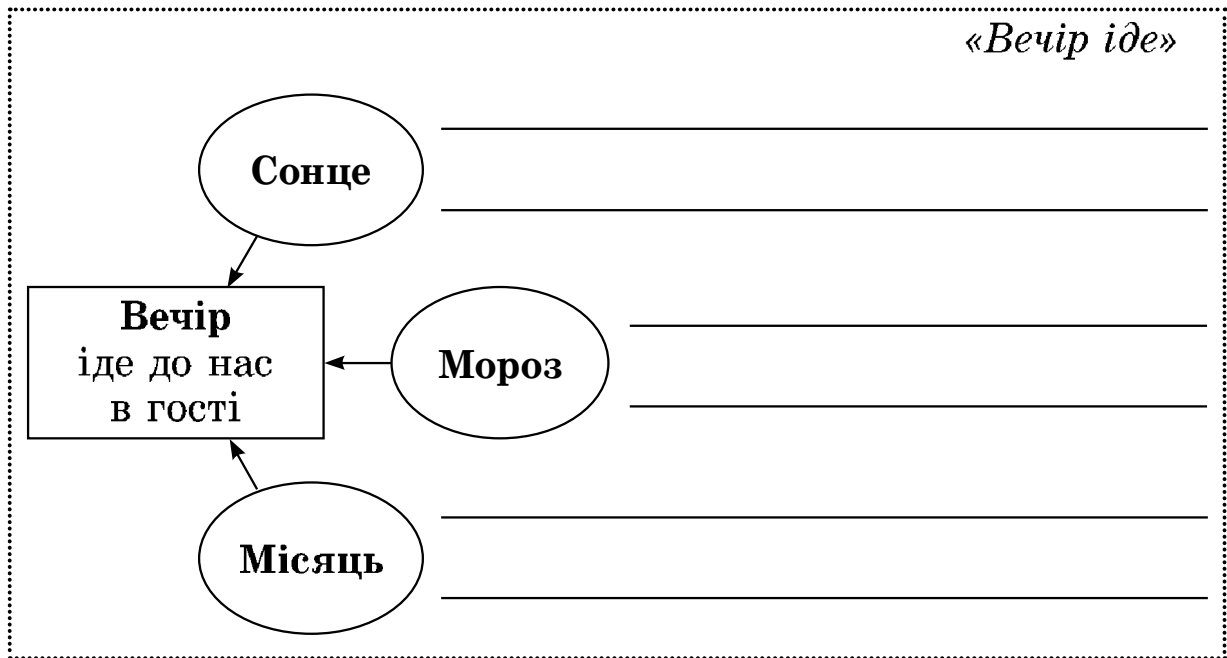 «Вечір іде»
Сонце
Вечір
іде до нас
в гості
Мороз
Місяць